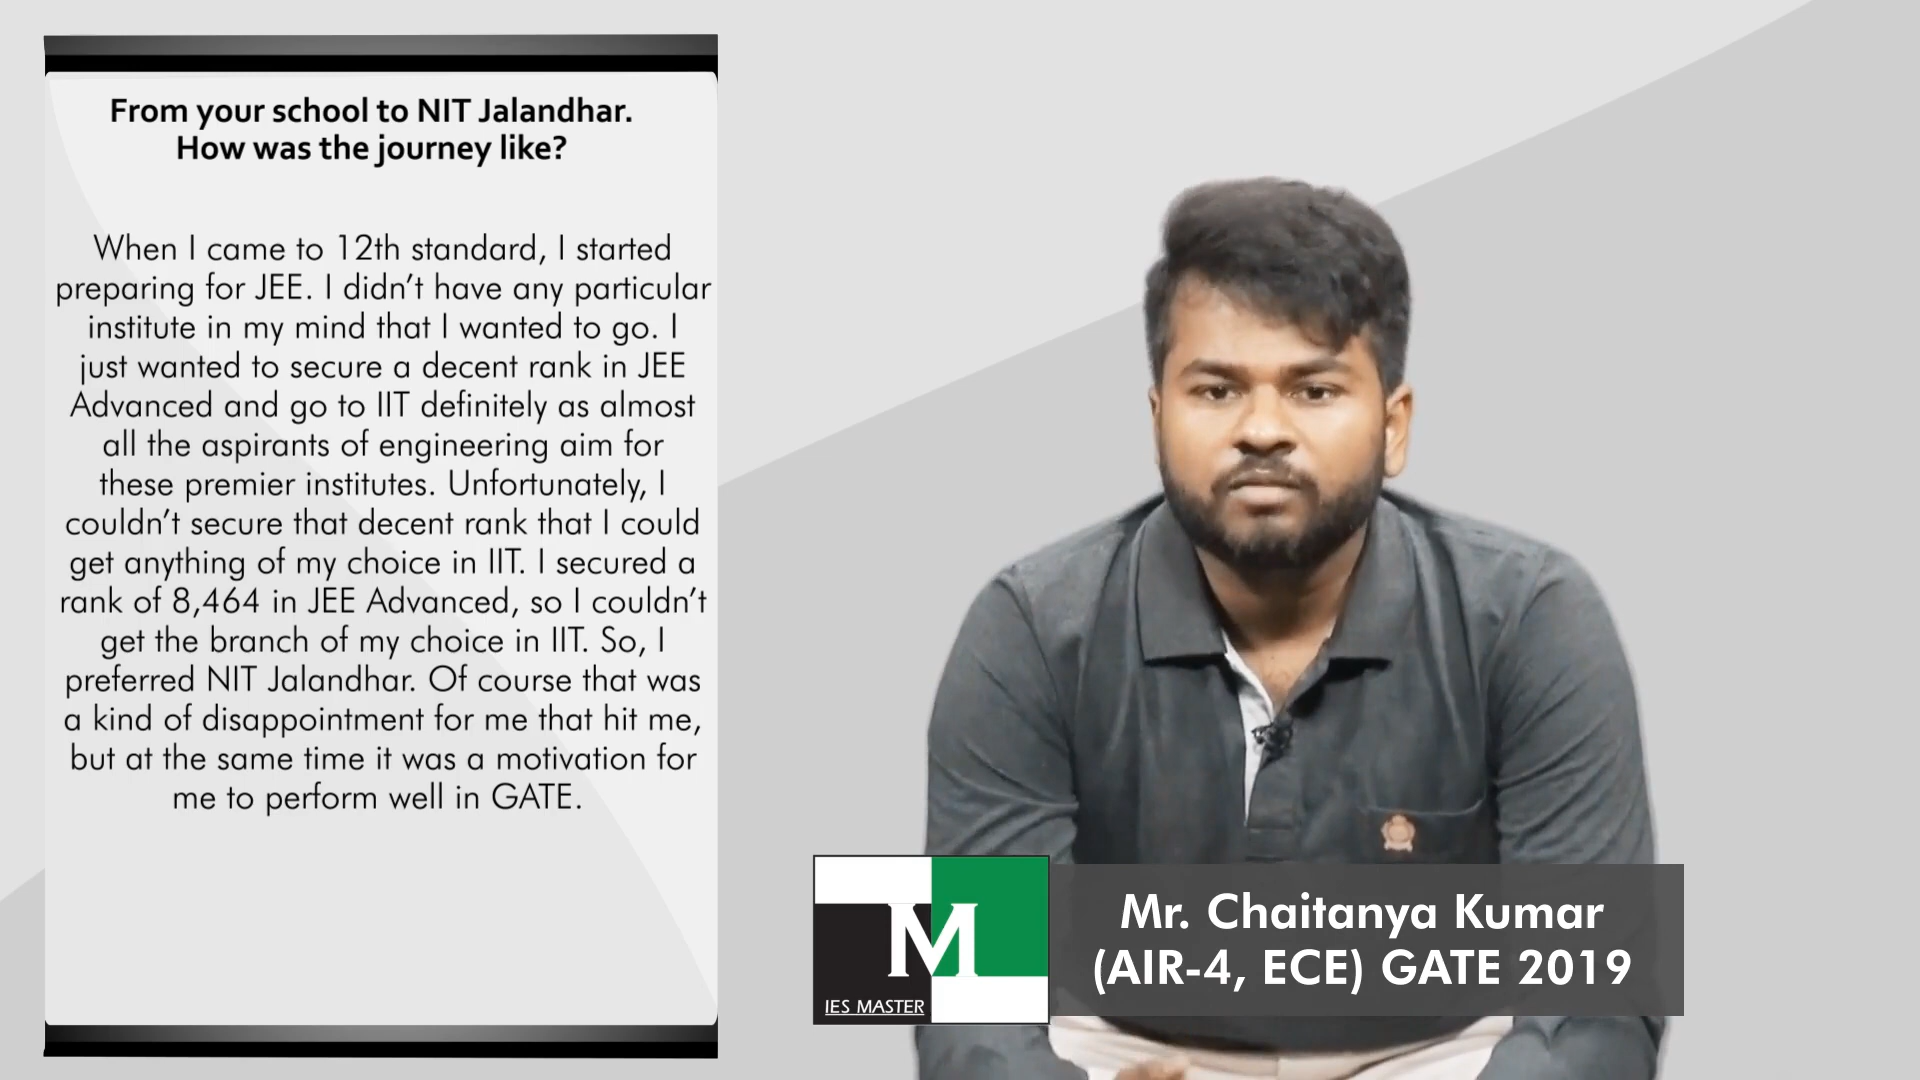 From your school to NIT Jalandhar.
How was the journey like?
When I came to 12th standard, I started
preparing for JEE. I didn't have any particular
institute in my mind that I wanted to go. I
just wanted to secure a decent rank in JEE
Advanced and go to IIT definitely as almost
all the aspirants of engineering aim for
these premier institutes. Unfortunately, I
couldn't secure that decent rank that I could
get anything of my choice in IIT. I secured a
rank of 8,464 in JEE Advanced, so I couldn't
get the branch of my choice in IIT. So, I
preferred NIT Jalandhar. Of course that was
a kind of disappointment for me that hit me,
but at the same time it was a motivation for
me to perform well in GATE.
M
IES MASTER
Mr. Chaitanya Kumar
(AIR-4, ECE) GATE 2019